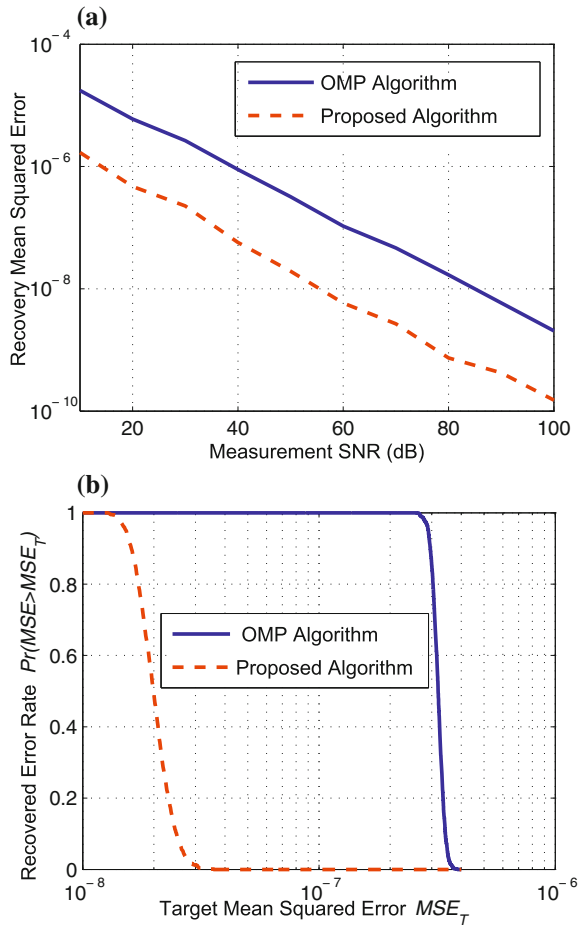 (a)
10^-4
10^-6
10^-8
10^-10
Recovery Mean Squared Error
OMP Algorithm
Proposed Algorithm
20 40 60 80 100
Measurement SNR (dB)
(b)
1
0.8
0.6
0.4
0.2
0
Recovered Error Rate Pr(MSE>MSE_T)
OMP Algorithm
Proposed Algorithm
10^-8 10^-7 10^-6
Target Mean Squared Error MSE_T